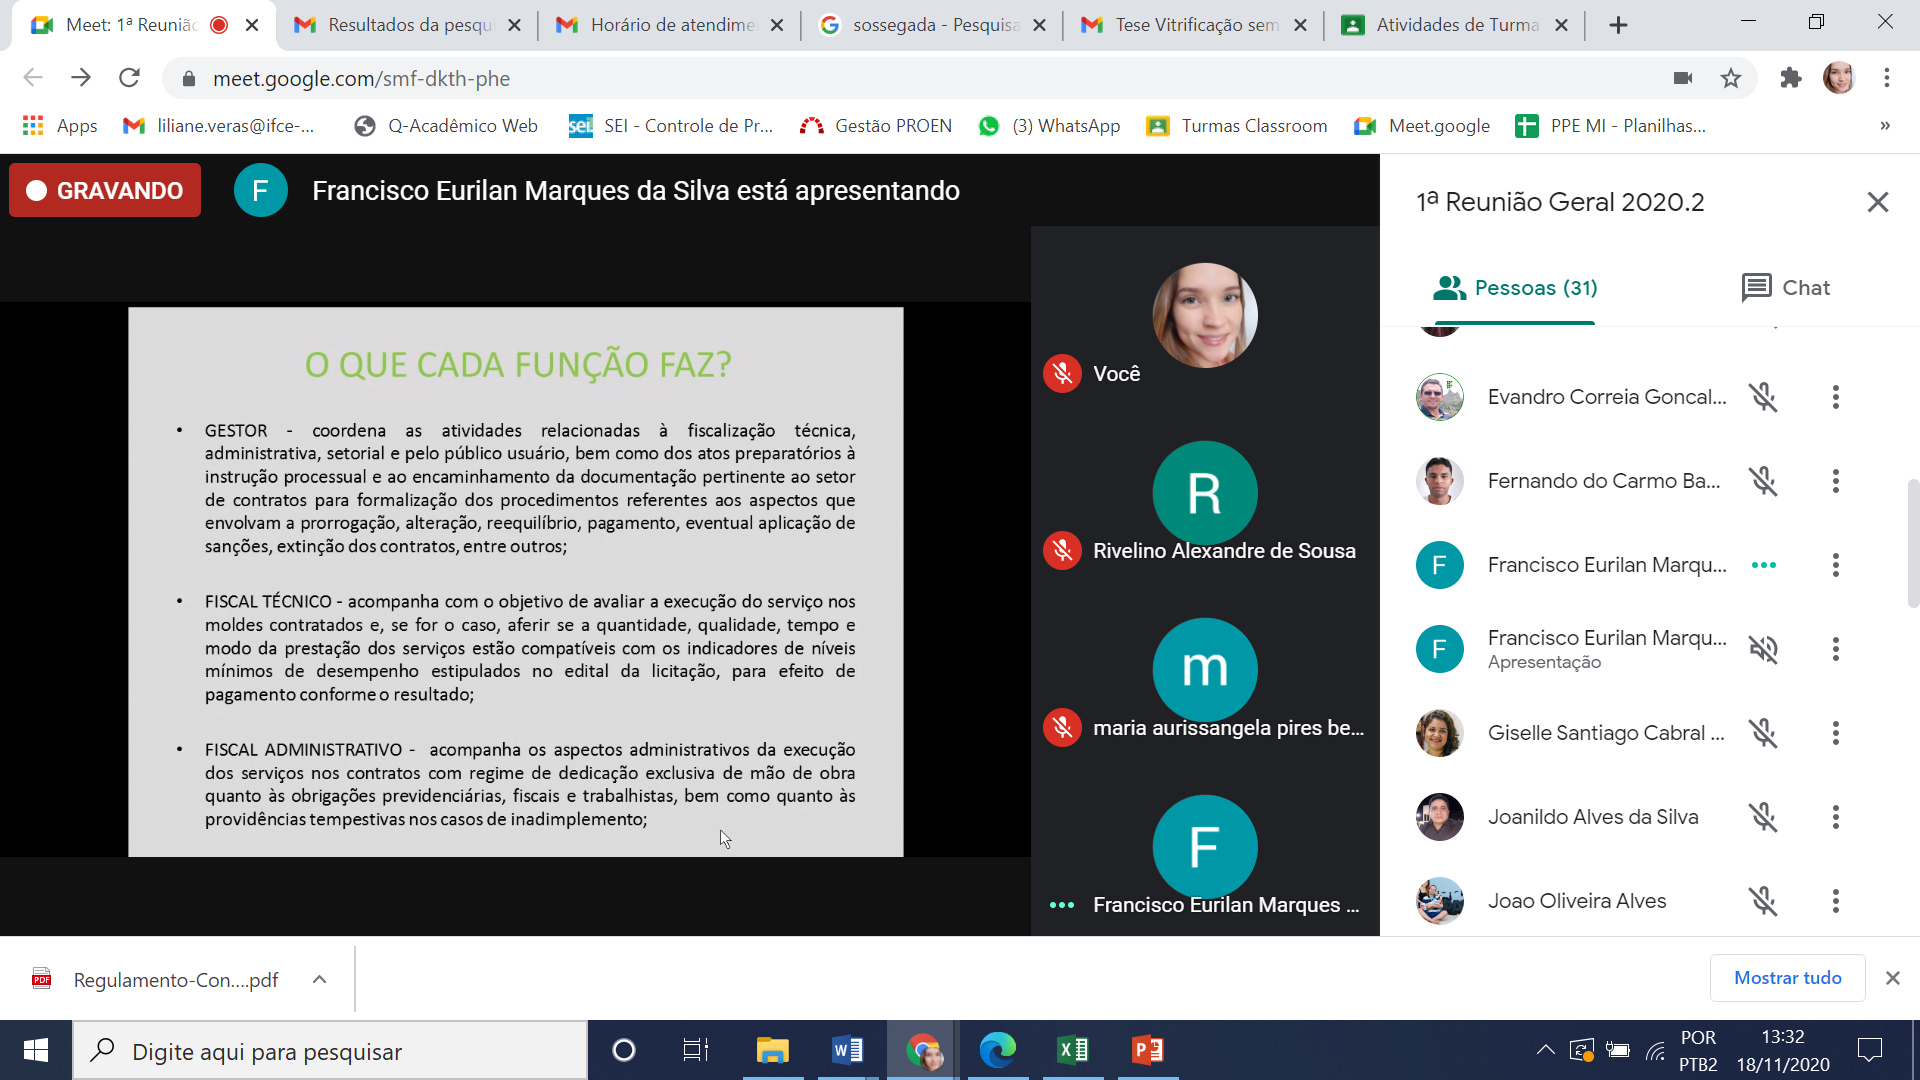 Meet: 1ª Reunião
Resultados da pesqui
Horário de atendime
sossegada - Pesquisa
Tese Vitrificação sem
Atividades de Turma
meet.google.com/smf-dkth-phe
Apps
liliane.veras@ifce-...
Q-Acadêmico Web
sei!
SEI - Controle de Pr...
Gestão PROEN
(3) WhatsApp
Turmas Classroom
Meet.google
PPE MI - Planilhas...
»
GRAVANDO
F
Francisco Eurilan Marques da Silva está apresentando
O QUE CADA FUNÇÃO FAZ?
• GESTOR - coordena as atividades relacionadas à fiscalização técnica,
administrativa, setorial e pelo público usuário, bem como dos atos preparatórios à
instrução processual e ao encaminhamento da documentação pertinente ao setor
de contratos para formalização dos procedimentos referentes aos aspectos que
envolvam a prorrogação, alteração, reequilíbrio, pagamento, eventual aplicação de
sanções, extinção dos contratos, entre outros;
• FISCAL TÉCNICO - acompanha com o objetivo de avaliar a execução do serviço nos
moldes contratados e, se for o caso, aferir se a quantidade, qualidade, tempo e
modo da prestação dos serviços estão compatíveis com os indicadores de níveis
mínimos de desempenho estipulados no edital da licitação, para efeito de
pagamento conforme o resultado;
• FISCAL ADMINISTRATIVO - acompanha os aspectos administrativos da execução
dos serviços nos contratos com regime de dedicação exclusiva de mão de obra
quanto às obrigações previdenciárias, fiscais e trabalhistas, bem como quanto às
providências tempestivas nos casos de inadimplemento;
Você
R
Rivelino Alexandre de Sousa
m
maria aurissangela pires be...
F
Francisco Eurilan Marques ...
1ª Reunião Geral 2020.2
Pessoas (31)
Chat
Evandro Correia Goncal...
Fernando do Carmo Ba...
F
Francisco Eurilan Marqu...
F
Francisco Eurilan Marqu...
Apresentação
Giselle Santiago Cabral ...
Joanildo Alves da Silva
Joao Oliveira Alves
PDF
Regulamento-Con....pdf
Mostrar tudo
Digite aqui para pesquisar
POR
PTB2
13:32
18/11/2020